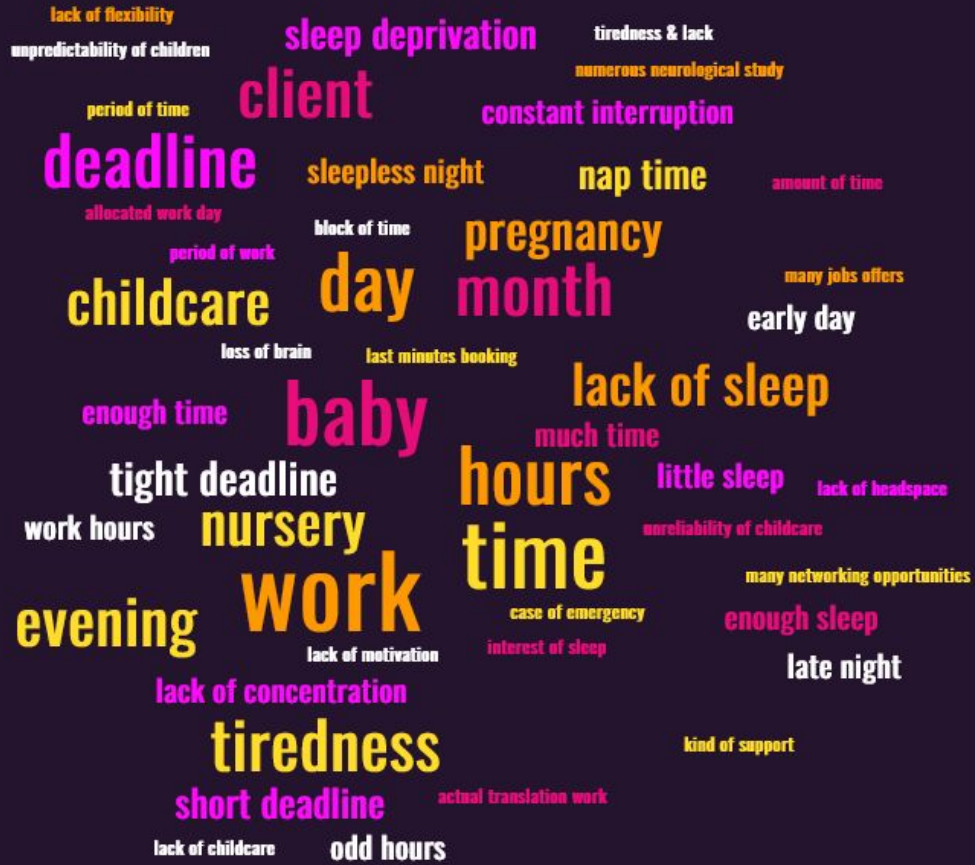 lack of flexibility
sleep deprivation
tiredness & lack
unpredictability of children
numerous neurological study
client
period of time
constant interruption
deadline
sleepless night
nap time
amount of time
allocated work day
block of time
pregnancy
period of work
day
month
many jobs offers
childcare
early day
loss of brain
last minutes booking
lack of sleep
enough time
baby
much time
tight deadline
hours
little sleep
lack of headspace
work hours
nursery
unreliability of childcare
time
many networking opportunities
work
evening
case of emergency
enough sleep
lack of motivation
interest of sleep
late night
lack of concentration
tiredness
kind of support
short deadline
actual translation work
lack of childcare
odd hours